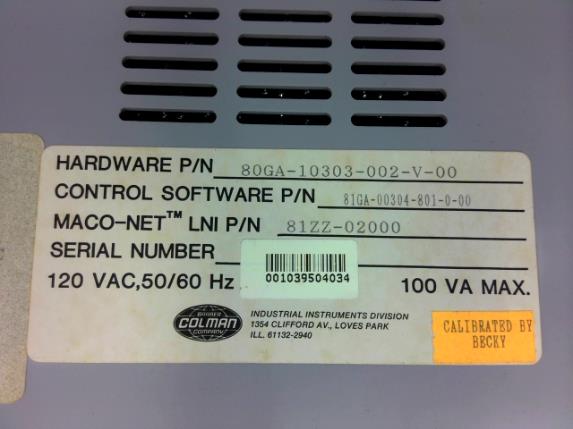 HARDWARE P/N 80GA-10303-002-V-00
CONTROL SOFTWARE P/N 81GA-00304-801-0-00
MACO-NET™ LNI P/N 81ZZ-02000
SERIAL NUMBER
001039504034
120 VAC,50/60 Hz 100 VA MAX.
BARBER
COLMAN
COMPANY
INDUSTRIAL INSTRUMENTS DIVISION
1354 CLIFFORD AV., LOVES PARK
ILL. 61132-2940
CALIBRATED BY
BECKY